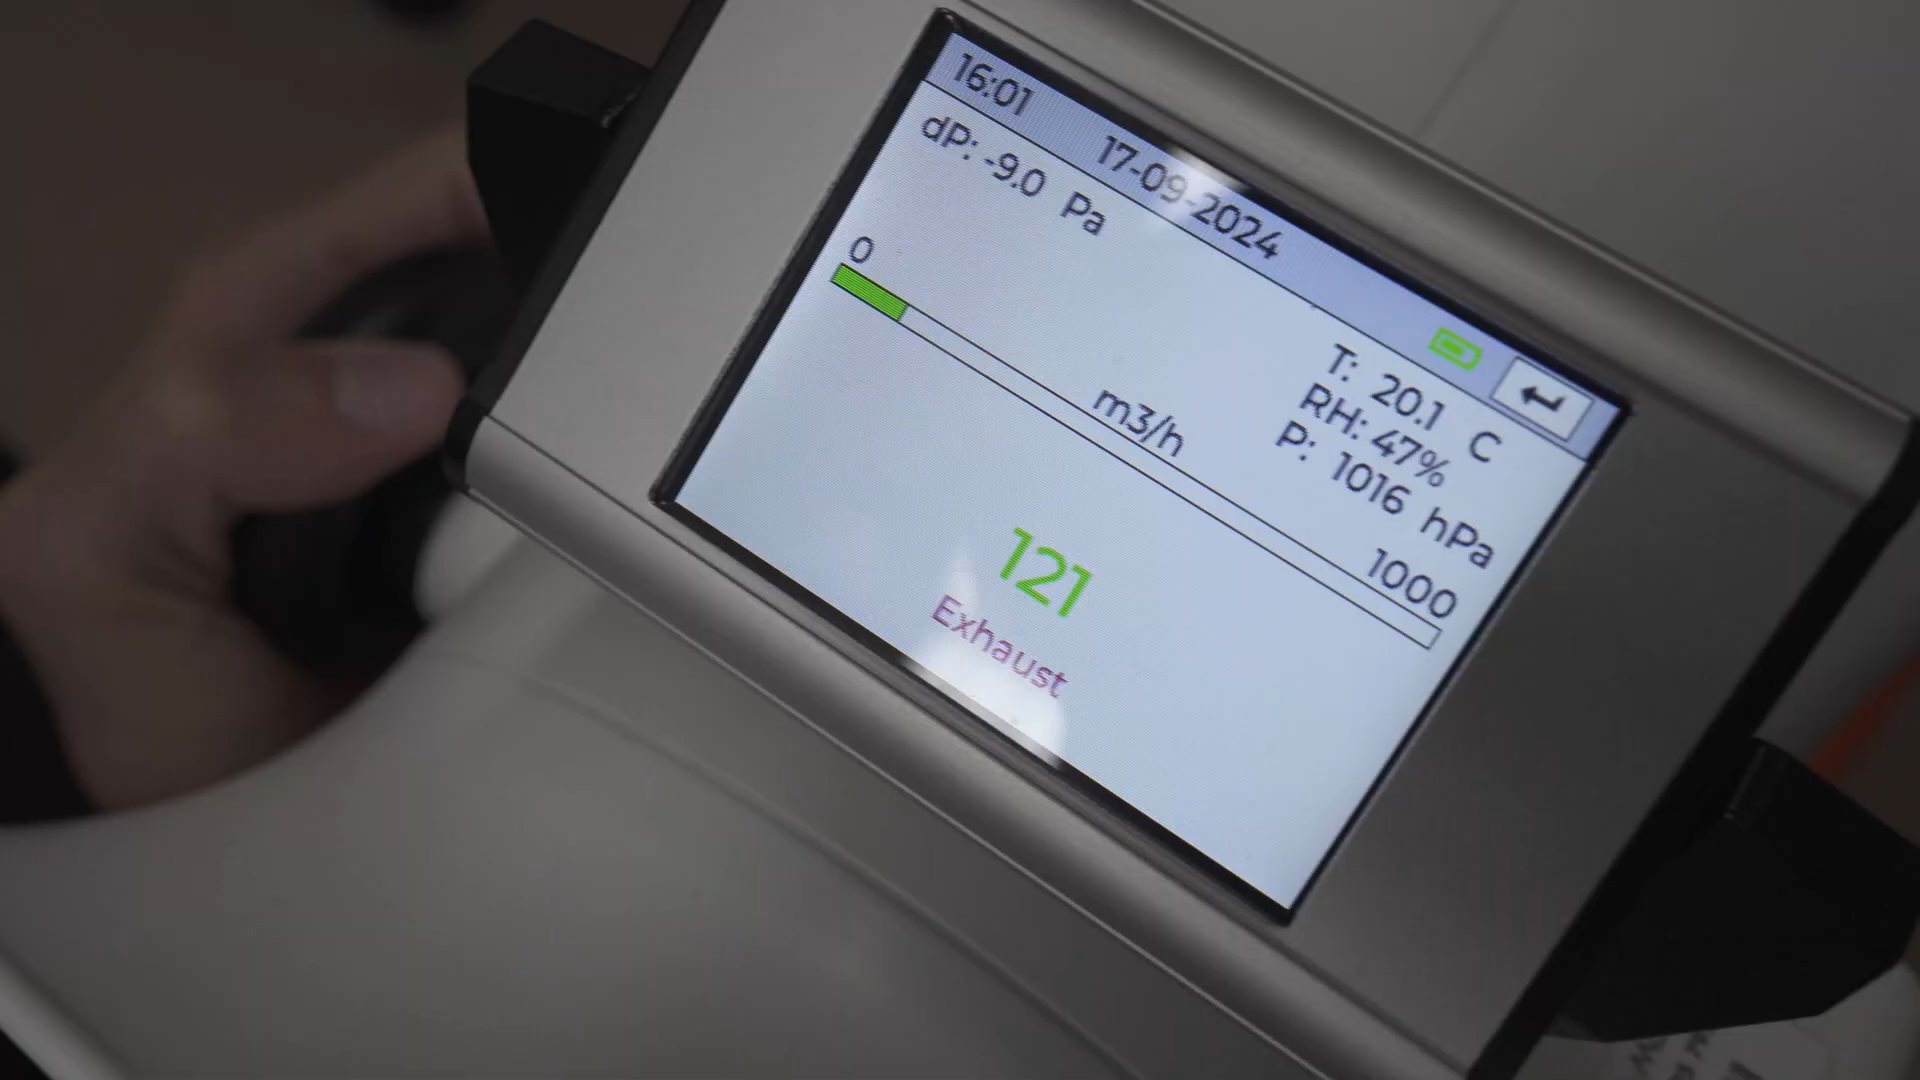 16:01 17-09-2024
dP: -9.0 Pa
T: 20.1 C
RH: 47%
P: 1016 hPa
0 m3/h 1000
121
Exhaust